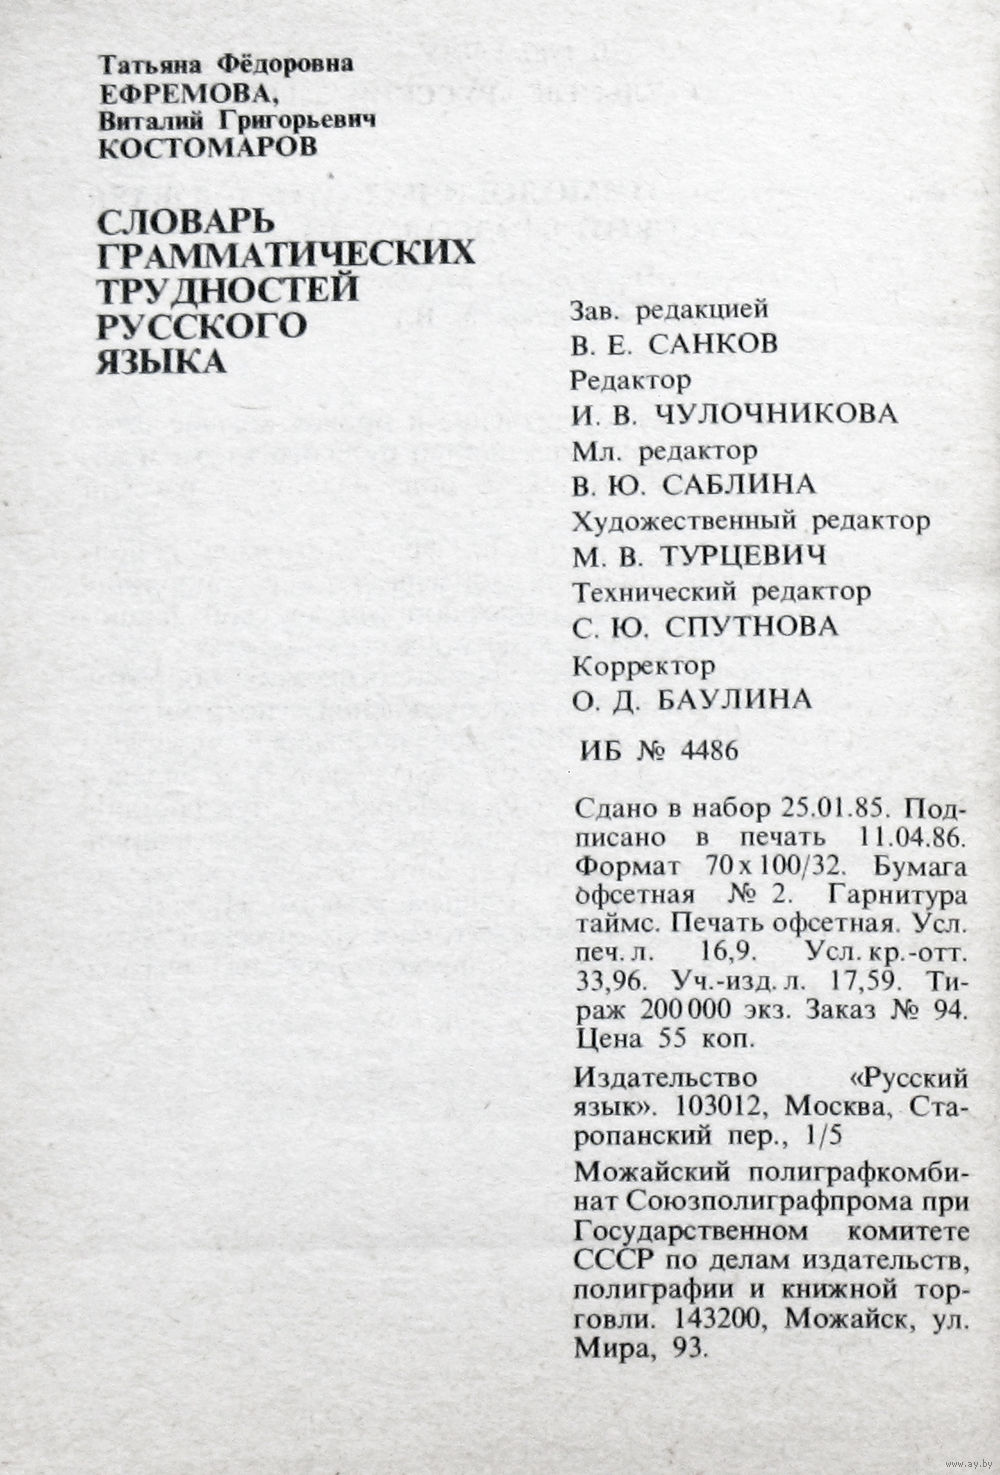 Татьяна Фёдоровна
ЕФРЕМОВА,
Виталий Григорьевич
КОСТОМАРОВ
СЛОВАРЬ
ГРАММАТИЧЕСКИХ
ТРУДНОСТЕЙ
РУССКОГО
ЯЗЫКА
Зав. редакцией
В. Е. САНКОВ
Редактор
И. В. ЧУЛОЧНИКОВА
Мл. редактор
В. Ю. САБЛИНА
Художественный редактор
М. В. ТУРЦЕВИЧ
Технический редактор
С. Ю. СПУТНОВА
Корректор
О. Д. БАУЛИНА
ИБ № 4486
Сдано в набор 25.01.85. Под-
писано в печать 11.04.86.
Формат 70х100/32. Бумага
офсетная № 2. Гарнитура
таймс. Печать офсетная. Усл.
печ. л. 16,9. Усл. кр.-отт.
33,96. Уч.-изд. л. 17,59. Ти-
раж 200 000 экз. Заказ № 94.
Цена 55 коп.
Издательство «Русский
язык». 103012, Москва, Ста-
ропанский пер., 1/5
Можайский полиграфкомби-
нат Союзполиграфпрома при
Государственном комитете
СССР по делам издательств,
полиграфии и книжной тор-
говли. 143200, Можайск, ул.
Мира, 93.
www.ay.by